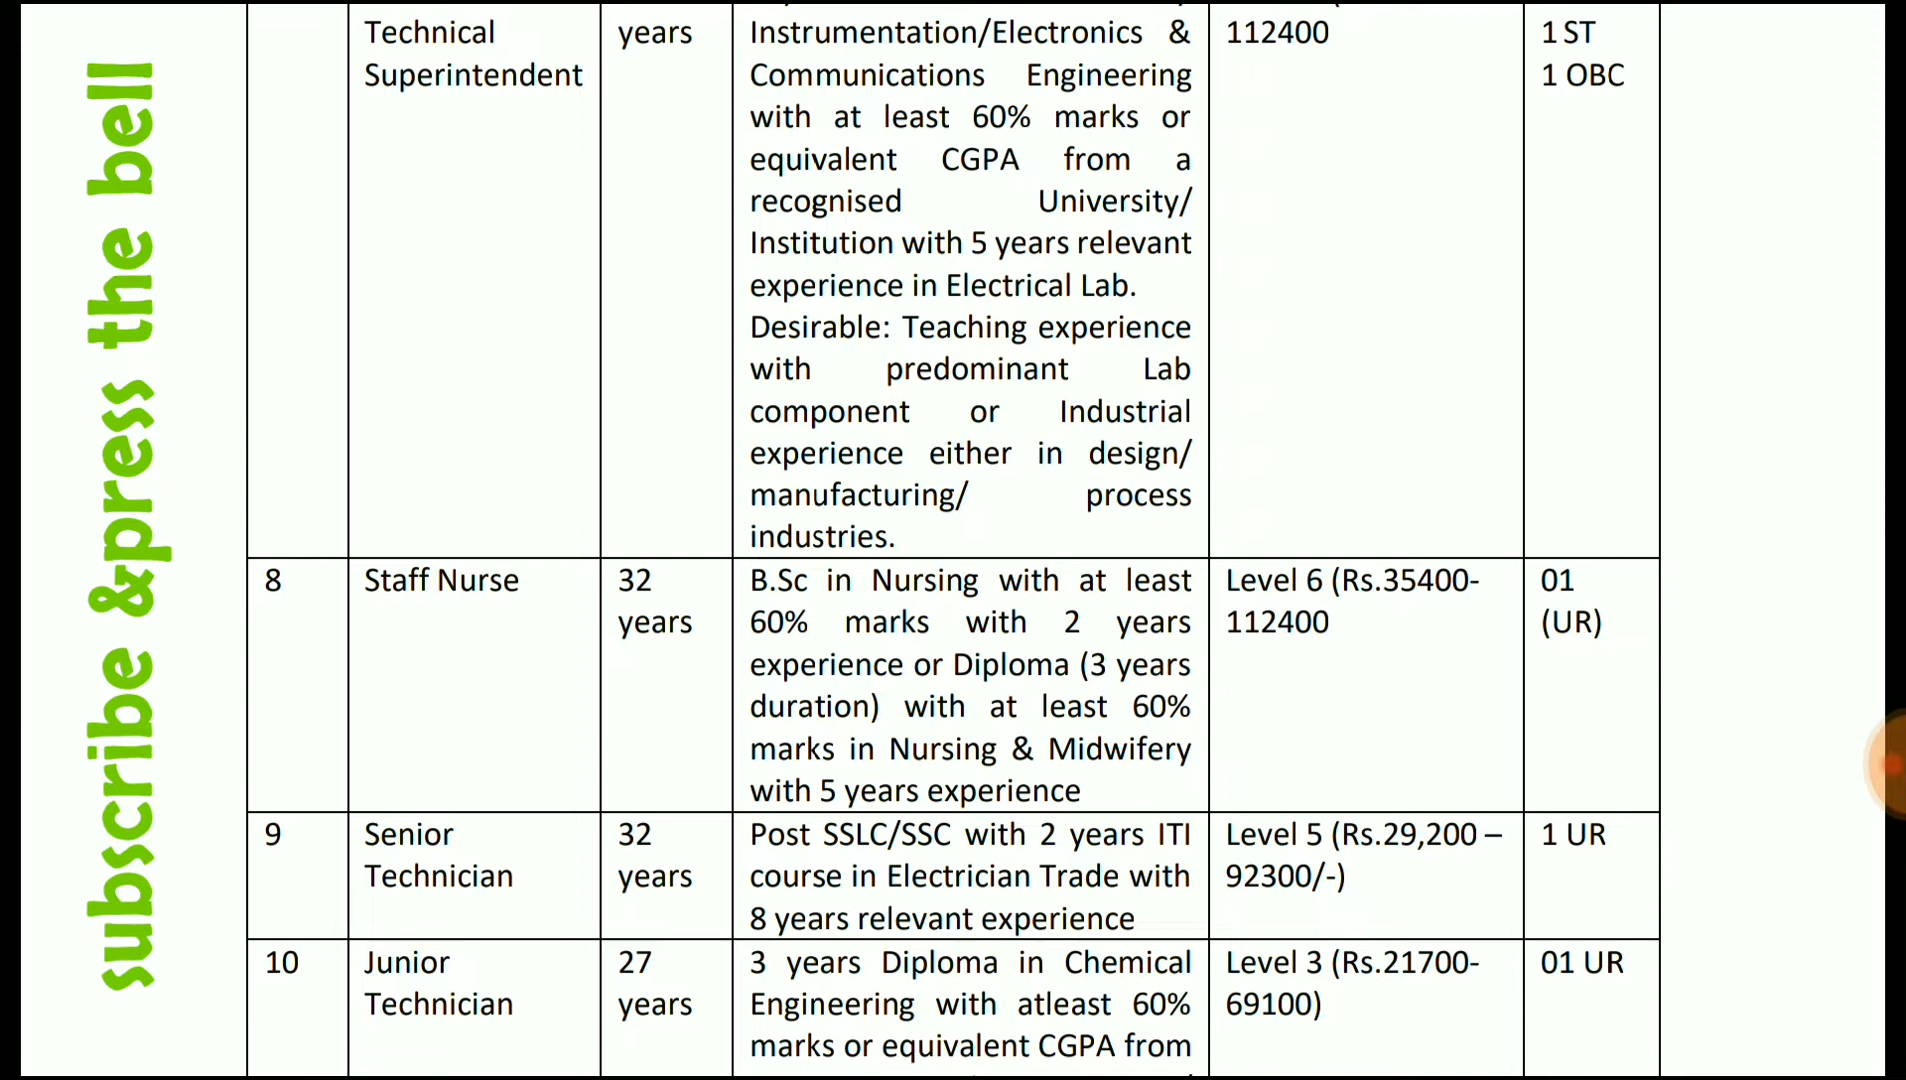 subscribe &press the bell
Technical
Superintendent
years
Instrumentation/Electronics &
Communications Engineering
with at least 60% marks or
equivalent CGPA from a
recognised University/
Institution with 5 years relevant
experience in Electrical Lab.
Desirable: Teaching experience
with predominant Lab
component or Industrial
experience either in design/
manufacturing/ process
industries.
112400
1 ST
1 OBC
8
Staff Nurse
32
years
B.Sc in Nursing with at least
60% marks with 2 years
experience or Diploma (3 years
duration) with at least 60%
marks in Nursing & Midwifery
with 5 years experience
Level 6 (Rs.35400-
112400
01
(UR)
9
Senior
Technician
32
years
Post SSLC/SSC with 2 years ITI
course in Electrician Trade with
8 years relevant experience
Level 5 (Rs.29,200 –
92300/-)
1 UR
10
Junior
Technician
27
years
3 years Diploma in Chemical
Engineering with atleast 60%
marks or equivalent CGPA from
Level 3 (Rs.21700-
69100)
01 UR